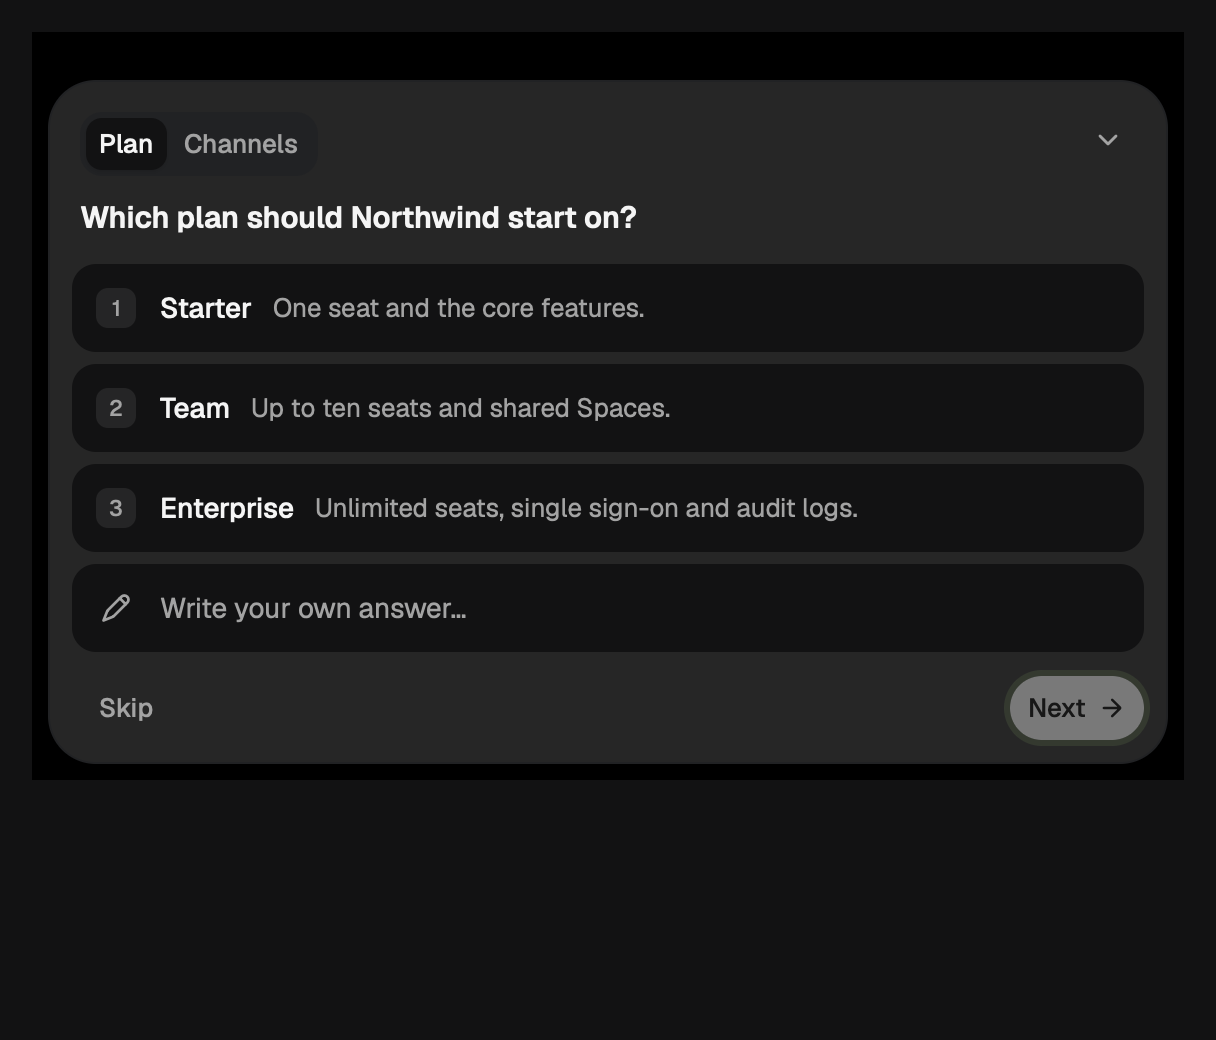 Plan Channels
Which plan should Northwind start on?
1 Starter One seat and the core features.
2 Team Up to ten seats and shared Spaces.
3 Enterprise Unlimited seats, single sign-on and audit logs.
Write your own answer...
Skip Next →